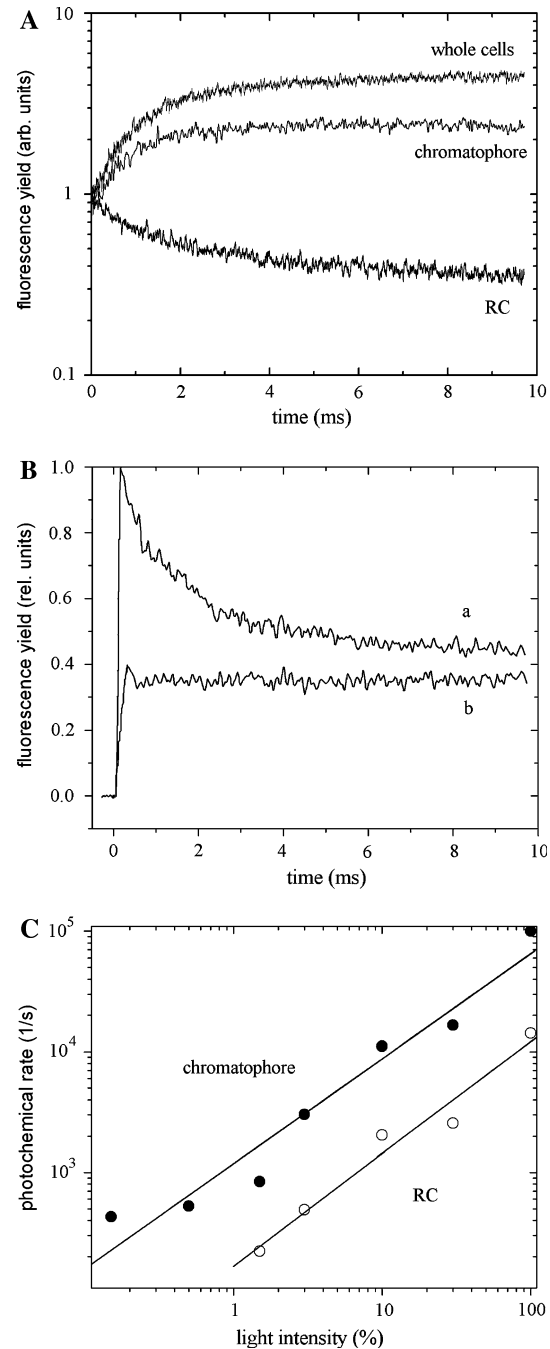 A
10
1
0.1
fluorescence yield (arb. units)
whole cells
chromatophore
RC
0 2 4 6 8 10
time (ms)
B
1.0
0.8
0.6
0.4
0.2
0.0
fluorescence yield (rel. units)
a
b
0 2 4 6 8 10
time (ms)
C
10^5
10^4
10^3
photochemical rate (1/s)
chromatophore
RC
1 10 100
light intensity (%)